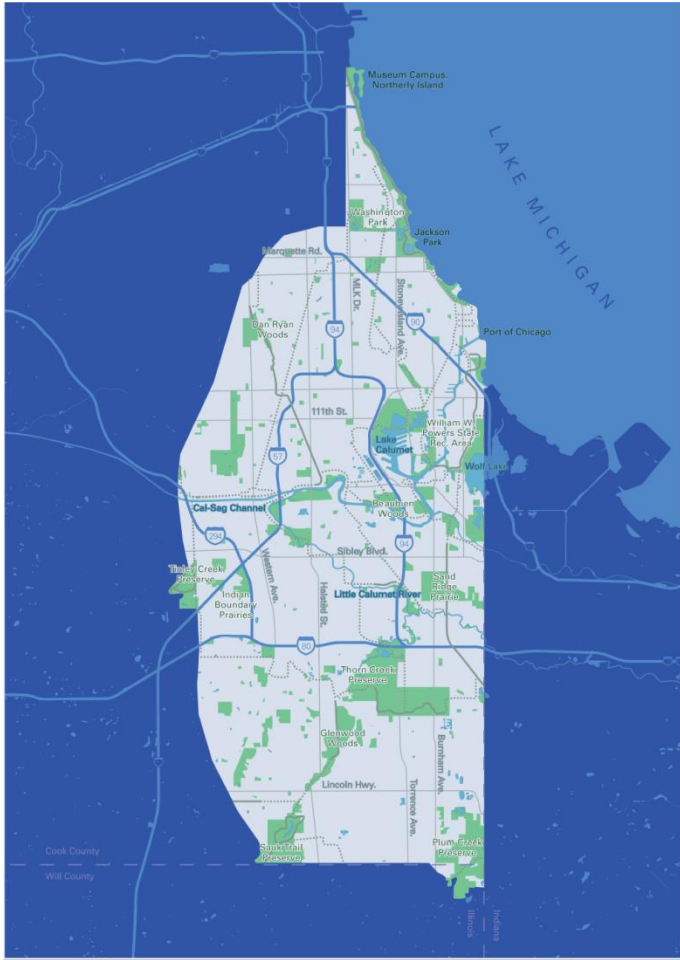 Museum Campus,
Northerly Island
LAKE MICHIGAN
Washington
Park
Jackson
Park
Marquette Rd.
MLK Dr.
Stoney Island Ave.
90
Port of Chicago
Dan Ryan
Woods
94
111th St.
William W.
Powers State
Rec. Area
Lake
Calumet
57
Wolf Lake
Cal-Sag Channel
Beaubien
Woods
294
94
Sibley Blvd.
Western Ave.
Tinley Creek
Preserve
Sand
Ridge
Prairie
Halsted St.
Indian
Boundary
Prairies
Little Calumet River
80
Thorn Creek
Preserve
Glenwood
Woods
Burnham Ave.
Lincoln Hwy.
Torrence Ave.
Sauk Trail
Preserve
Plum Creek
Preserve
Cook County
Will County
Illinois
Indiana